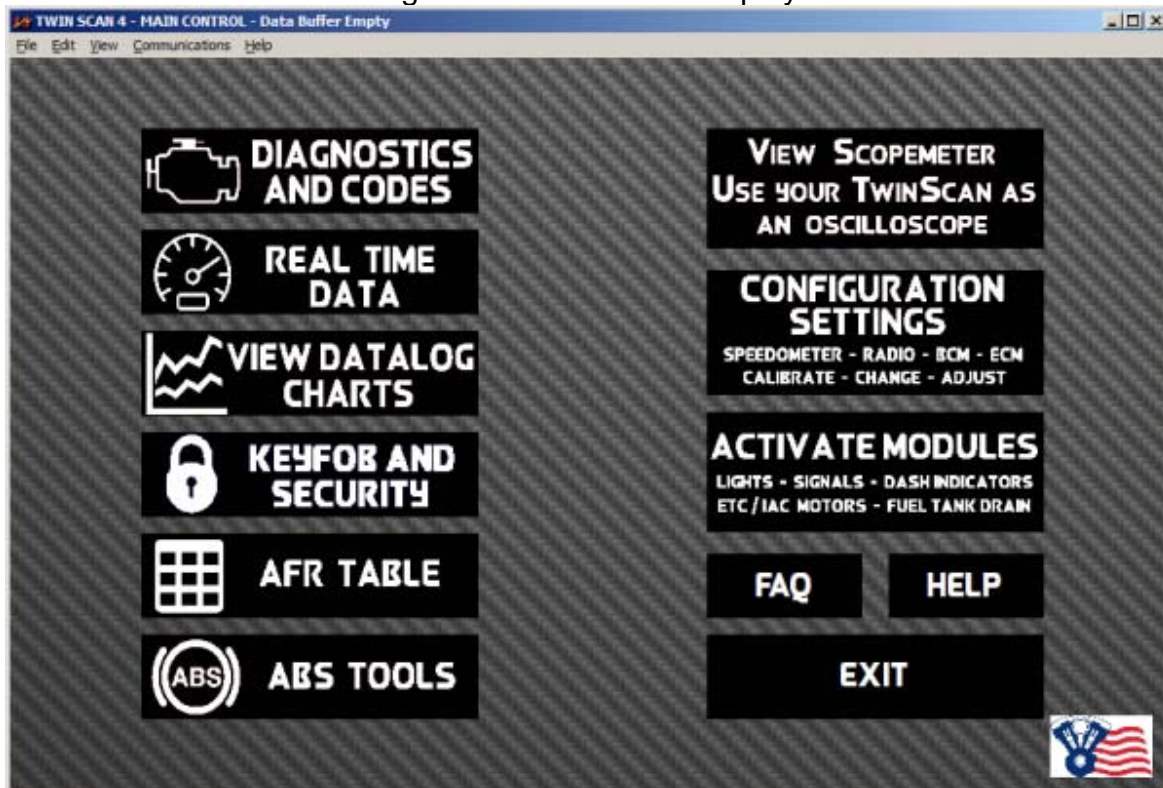 TWIN SCAN 4 - MAIN CONTROL - Data Buffer Empty
File Edit View Communications Help
DIAGNOSTICS
AND CODES
REAL TIME
DATA
VIEW DATALOG
CHARTS
KEYFOB AND
SECURITY
AFR TABLE
ABS
ABS TOOLS
VIEW SCOPEMETER
USE YOUR TWINSCAN AS
AN OSCILLOSCOPE
CONFIGURATION
SETTINGS
SPEEDOMETER - RADIO - BCM - ECM
CALIBRATE - CHANGE - ADJUST
ACTIVATE MODULES
LIGHTS - SIGNALS - DASH INDICATORS
ETC/IAC MOTORS - FUEL TANK DRAIN
FAQ
HELP
EXIT